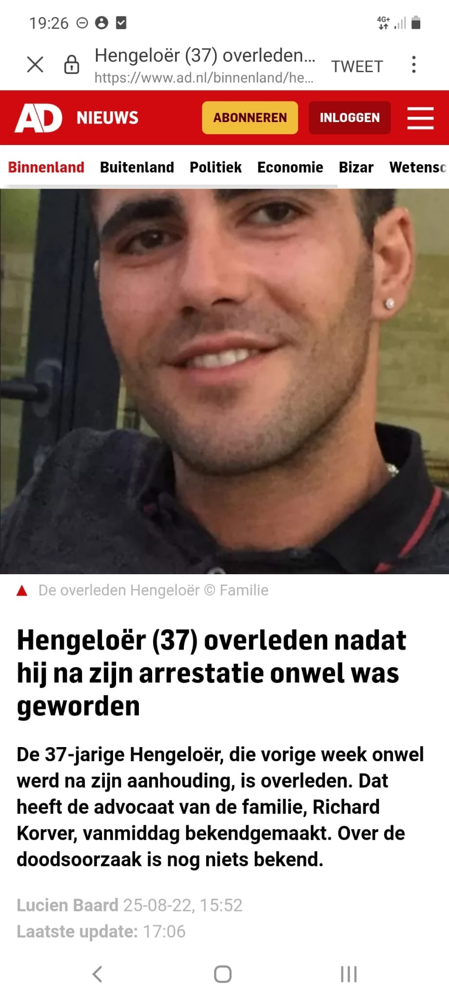 19:26
4G+
Hengeloër (37) overleden...
https://www.ad.nl/binnenland/he...
TWEET
AD NIEUWS
ABONNEREN
INLOGGEN
Binnenland Buitenland Politiek Economie Bizar Wetensc
De overleden Hengeloër © Familie
Hengeloër (37) overleden nadat
hij na zijn arrestatie onwel was
geworden
De 37-jarige Hengeloër, die vorige week onwel
werd na zijn aanhouding, is overleden. Dat
heeft de advocaat van de familie, Richard
Korver, vanmiddag bekendgemaakt. Over de
doodsoorzaak is nog niets bekend.
Lucien Baard 25-08-22, 15:52
Laatste update: 17:06